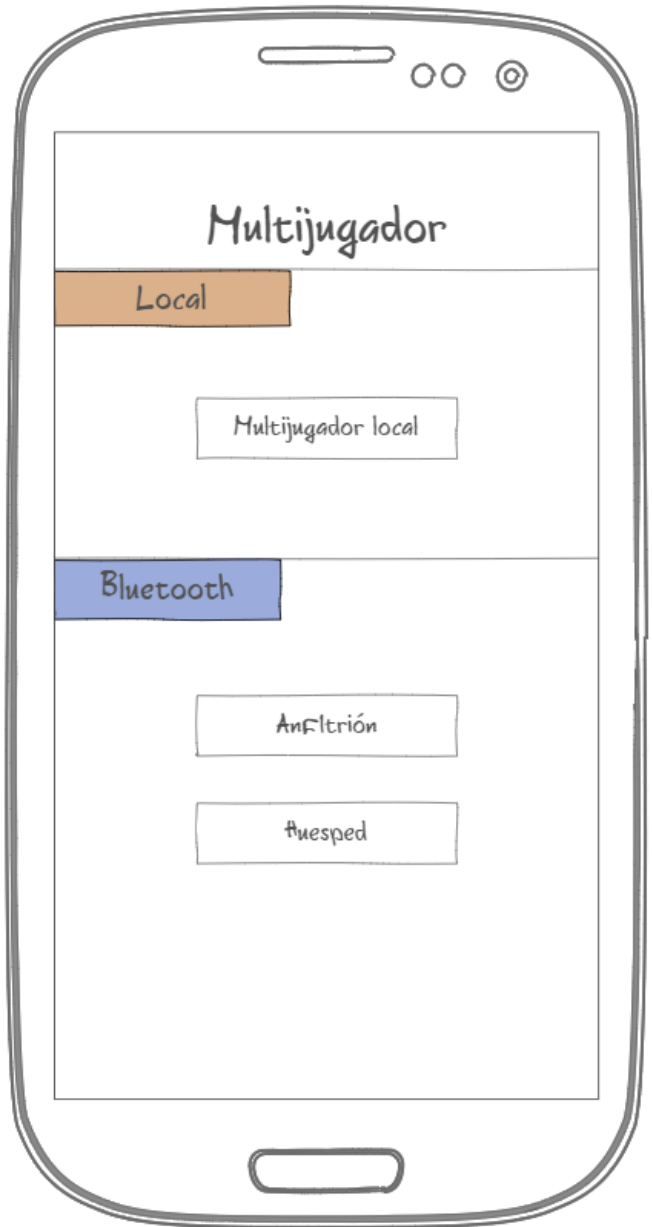 Multijugador
Local
Multijugador local
Bluetooth
Anfitrión
Huesped